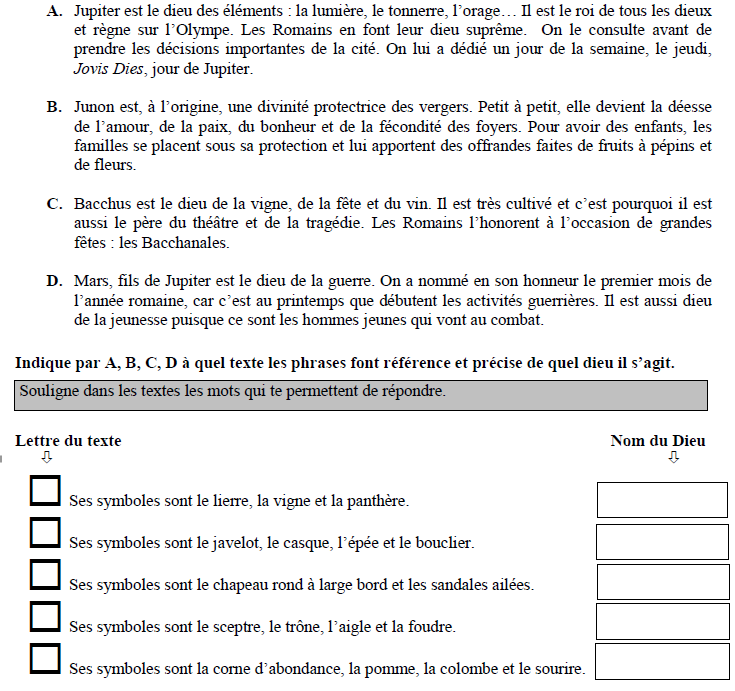 A. Jupiter est le dieu des éléments : la lumière, le tonnerre, l’orage… Il est le roi de tous les dieux
et règne sur l’Olympe. Les Romains en font leur dieu suprême. On le consulte avant de
prendre les décisions importantes de la cité. On lui a dédié un jour de la semaine, le jeudi,
Jovis Dies, jour de Jupiter.
B. Junon est, à l’origine, une divinité protectrice des vergers. Petit à petit, elle devient la déesse
de l’amour, de la paix, du bonheur et de la fécondité des foyers. Pour avoir des enfants, les
familles se placent sous sa protection et lui apportent des offrandes faites de fruits à pépins et
de fleurs.
C. Bacchus est le dieu de la vigne, de la fête et du vin. Il est très cultivé et c’est pourquoi il est
aussi le père du théâtre et de la tragédie. Les Romains l’honorent à l’occasion de grandes
fêtes : les Bacchanales.
D. Mars, fils de Jupiter est le dieu de la guerre. On a nommé en son honneur le premier mois de
l’année romaine, car c’est au printemps que débutent les activités guerrières. Il est aussi dieu
de la jeunesse puisque ce sont les hommes jeunes qui vont au combat.
Indique par A, B, C, D à quel texte les phrases font référence et précise de quel dieu il s’agit.
Souligne dans les textes les mots qui te permettent de répondre.
Lettre du texte Nom du Dieu
⇩ ⇩
Ses symboles sont le lierre, la vigne et la panthère.
Ses symboles sont le javelot, le casque, l’épée et le bouclier.
Ses symboles sont le chapeau rond à large bord et les sandales ailées.
Ses symboles sont le sceptre, le trône, l’aigle et la foudre.
Ses symboles sont la corne d’abondance, la pomme, la colombe et le sourire.